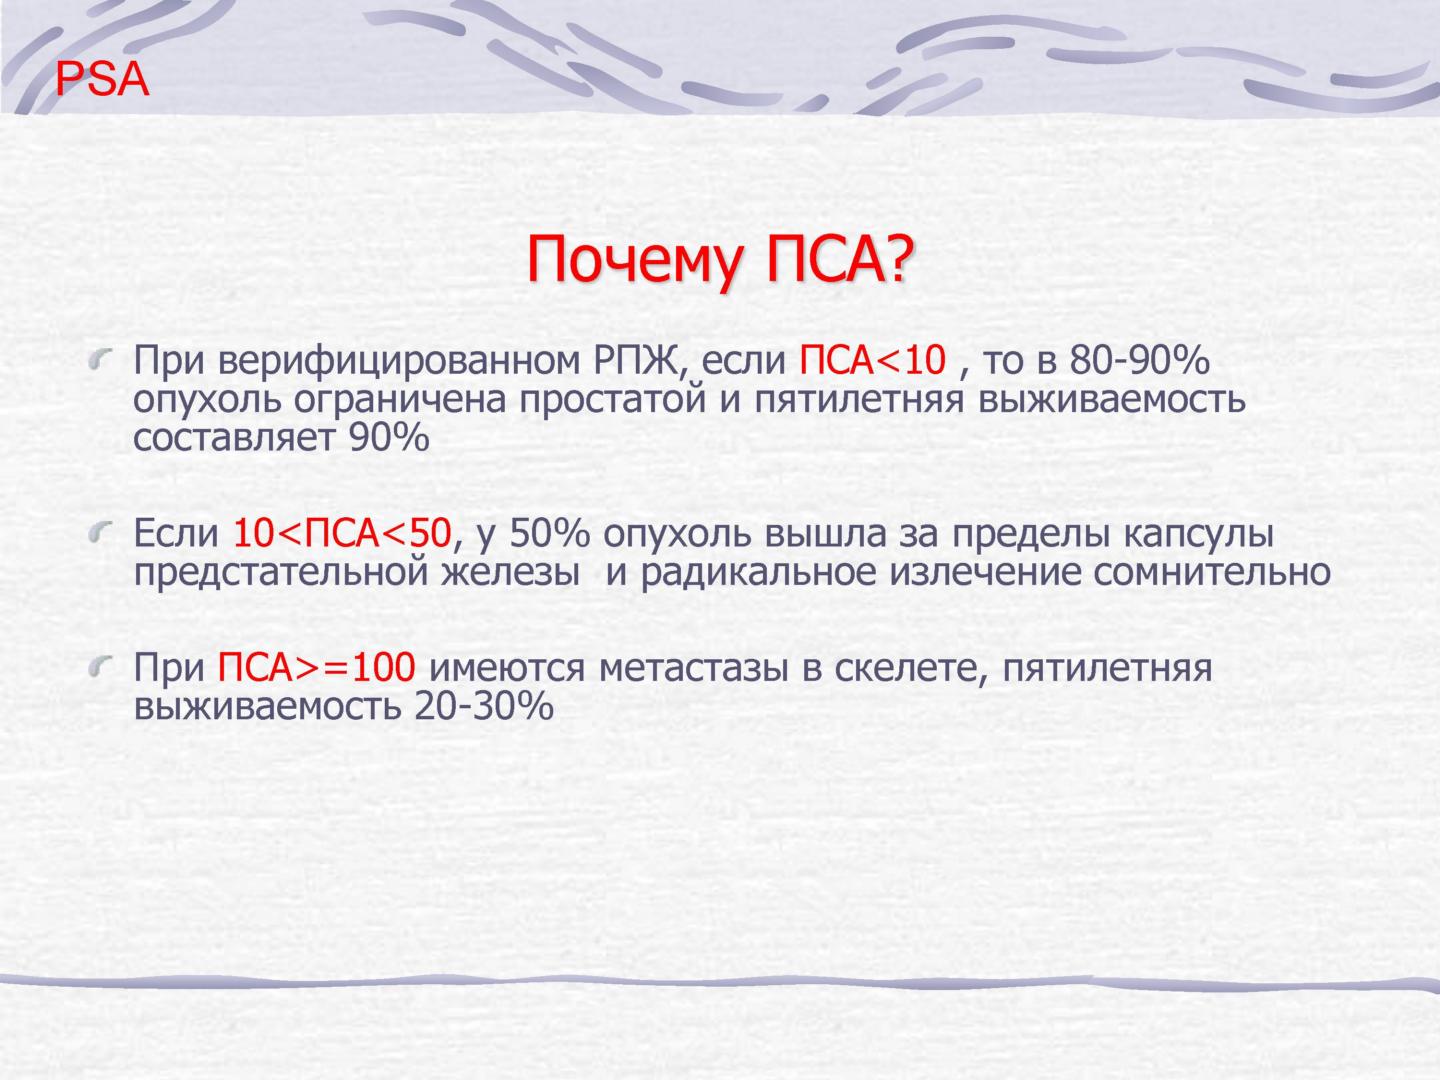 PSA
Почему ПСА?
При верифицированном РПЖ, если ПСА<10 , то в 80-90%
опухоль ограничена простатой и пятилетняя выживаемость
составляет 90%
Если 10<ПСА<50, у 50% опухоль вышла за пределы капсулы
предстательной железы  и радикальное излечение сомнительно
При ПСА>=100 имеются метастазы в скелете, пятилетняя
выживаемость 20-30%